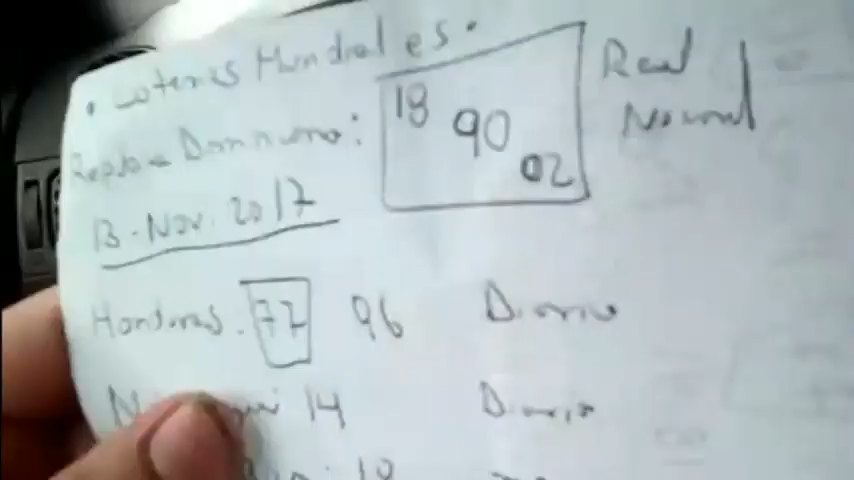 • Loterias Mundiales.
Republica Dominicana: 18 90 02 Real
Normal
13-Nov. 2017
Honduras. 77 96 Diario
14 Diario